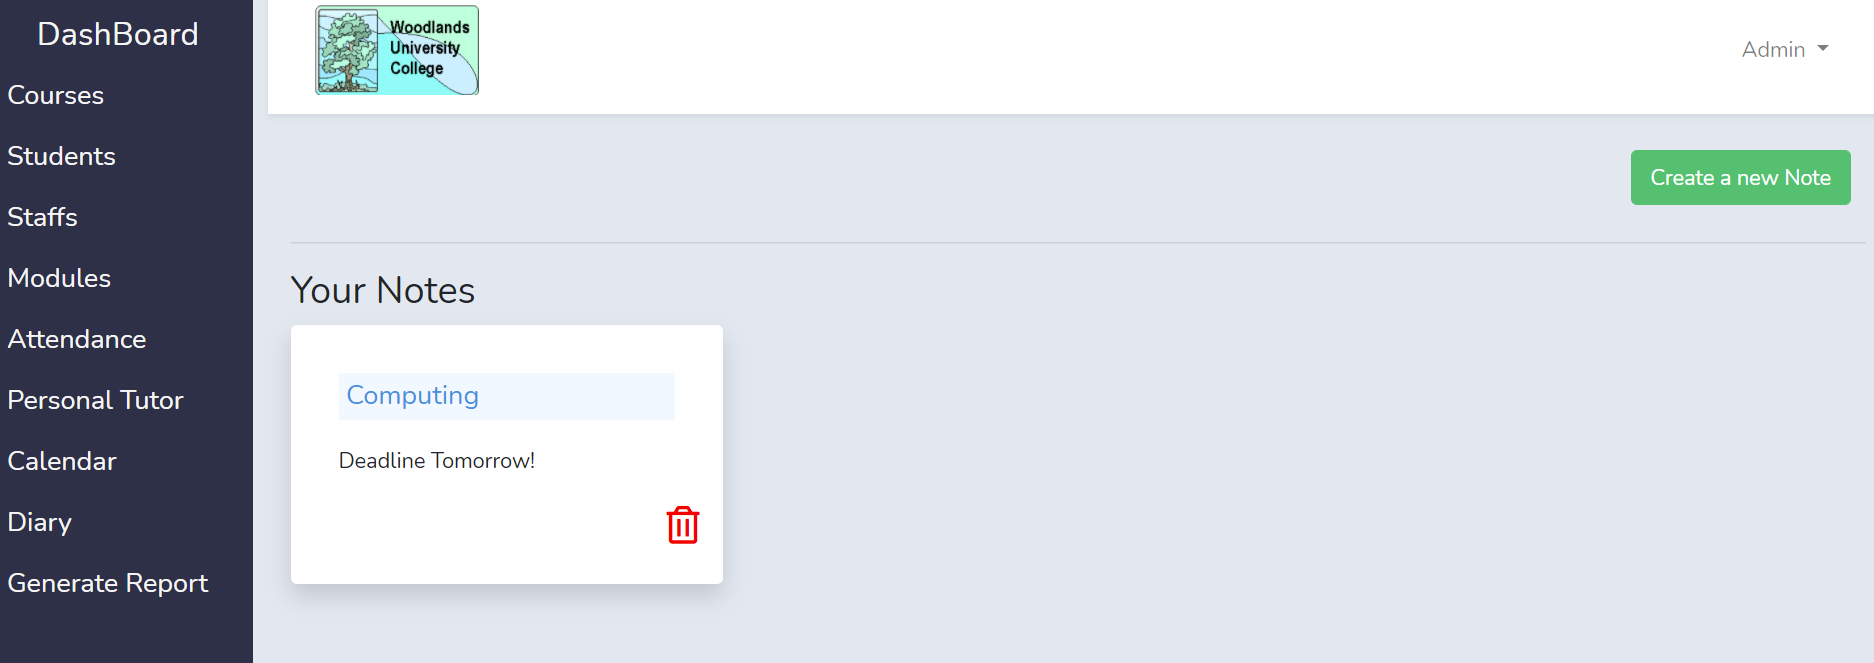 DashBoard
Courses
Students
Staffs
Modules
Attendance
Personal Tutor
Calendar
Diary
Generate Report
Woodlands
University
College
Admin
Create a new Note
Your Notes
Computing
Deadline Tomorrow!